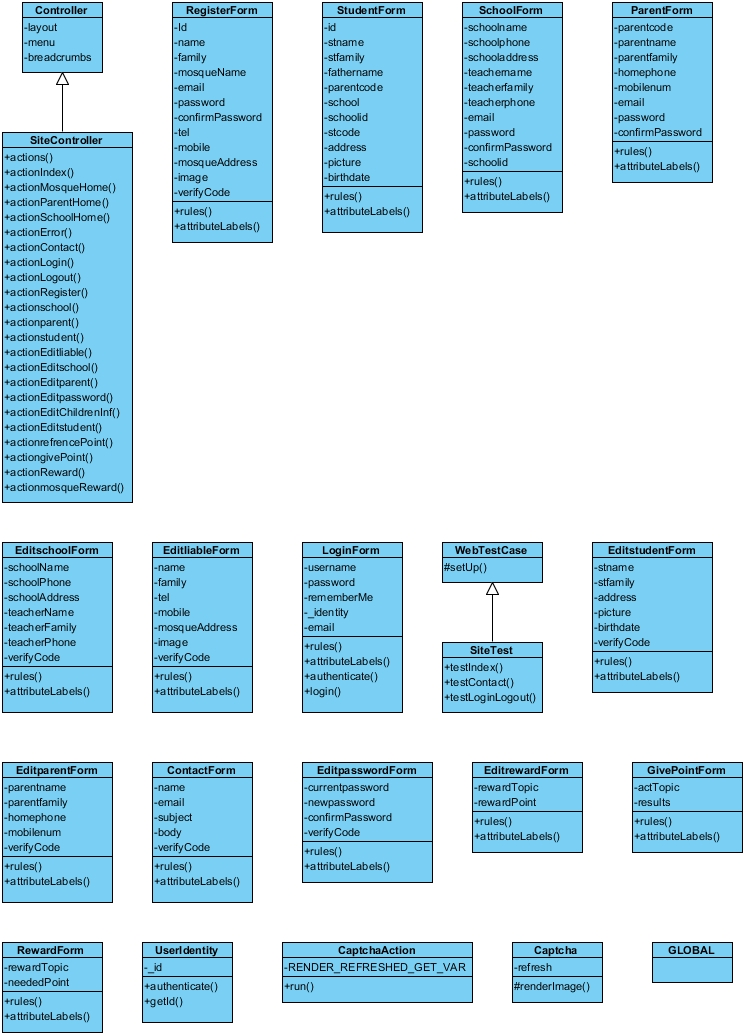 Controller
-layout
-menu
-breadcrumbs
SiteController
+actions()
+actionIndex()
+actionMosqueHome()
+actionParentHome()
+actionSchoolHome()
+actionError()
+actionContact()
+actionLogin()
+actionLogout()
+actionRegister()
+actionschool()
+actionparent()
+actionstudent()
+actionEditliable()
+actionEditschool()
+actionEditparent()
+actionEditpassword()
+actionEditChildrenInf()
+actionEditstudent()
+actionrefrencePoint()
+actiongivePoint()
+actionReward()
+actionmosqueReward()
RegisterForm
-Id
-name
-family
-mosqueName
-email
-password
-confirmPassword
-tel
-mobile
-mosqueAddress
-image
-verifyCode
+rules()
+attributeLabels()
StudentForm
-id
-stname
-stfamily
-fathername
-parentcode
-school
-schoolid
-stcode
-address
-picture
-birthdate
+rules()
+attributeLabels()
SchoolForm
-schoolname
-schoolphone
-schooladdress
-teachername
-teacherfamily
-teacherphone
-email
-password
-confirmPassword
-schoolid
+rules()
+attributeLabels()
ParentForm
-parentcode
-parentname
-parentfamily
-homephone
-mobilenum
-email
-password
-confirmPassword
+rules()
+attributeLabels()
EditschoolForm
-schoolName
-schoolPhone
-schoolAddress
-teacherName
-teacherFamily
-teacherPhone
-verifyCode
+rules()
+attributeLabels()
EditliableForm
-name
-family
-tel
-mobile
-mosqueAddress
-image
-verifyCode
+rules()
+attributeLabels()
LoginForm
-username
-password
-rememberMe
-_identity
-email
+rules()
+attributeLabels()
+authenticate()
+login()
WebTestCase
#setUp()
SiteTest
+testIndex()
+testContact()
+testLoginLogout()
EditstudentForm
-stname
-stfamily
-address
-picture
-birthdate
-verifyCode
+rules()
+attributeLabels()
EditparentForm
-parentname
-parentfamily
-homephone
-mobilenum
-verifyCode
+rules()
+attributeLabels()
ContactForm
-name
-email
-subject
-body
-verifyCode
+rules()
+attributeLabels()
EditpasswordForm
-currentpassword
-newpassword
-confirmPassword
-verifyCode
+rules()
+attributeLabels()
EditrewardForm
-rewardTopic
-rewardPoint
+rules()
+attributeLabels()
GivePointForm
-actTopic
-results
+rules()
+attributeLabels()
RewardForm
-rewardTopic
-neededPoint
+rules()
+attributeLabels()
UserIdentity
-_id
+authenticate()
+getId()
CaptchaAction
-RENDER_REFRESHED_GET_VAR
+run()
Captcha
-refresh
#renderImage()
GLOBAL